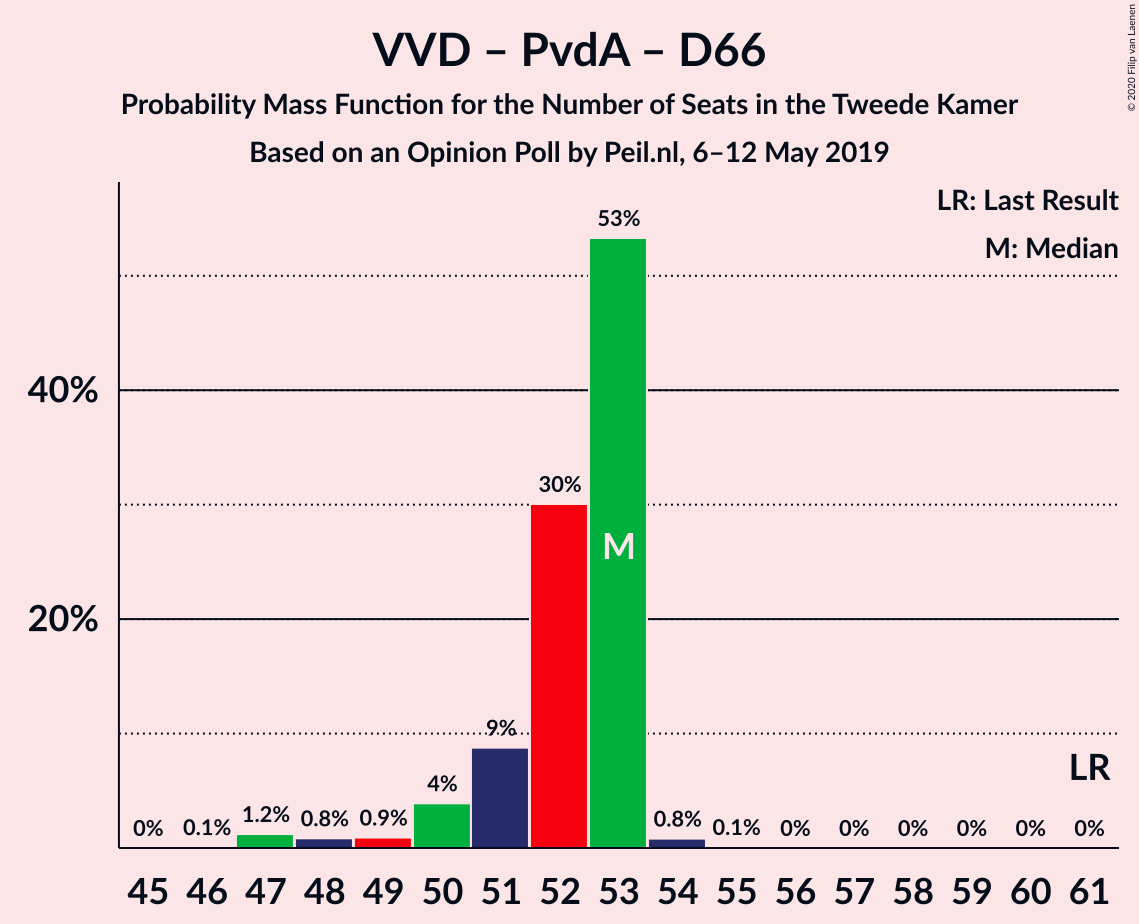 VVD – PvdA – D66
Probability Mass Function for the Number of Seats in the Tweede Kamer
Based on an Opinion Poll by Peil.nl, 6–12 May 2019
© 2020 Filip van Laenen
LR: Last Result
M: Median
40%
20%
0%
0.1%
1.2%
0.8%
0.9%
4%
9%
30%
53%
M
0.8%
0.1%
0%
0%
0%
0%
0%
0%
LR
45 46 47 48 49 50 51 52 53 54 55 56 57 58 59 60 61